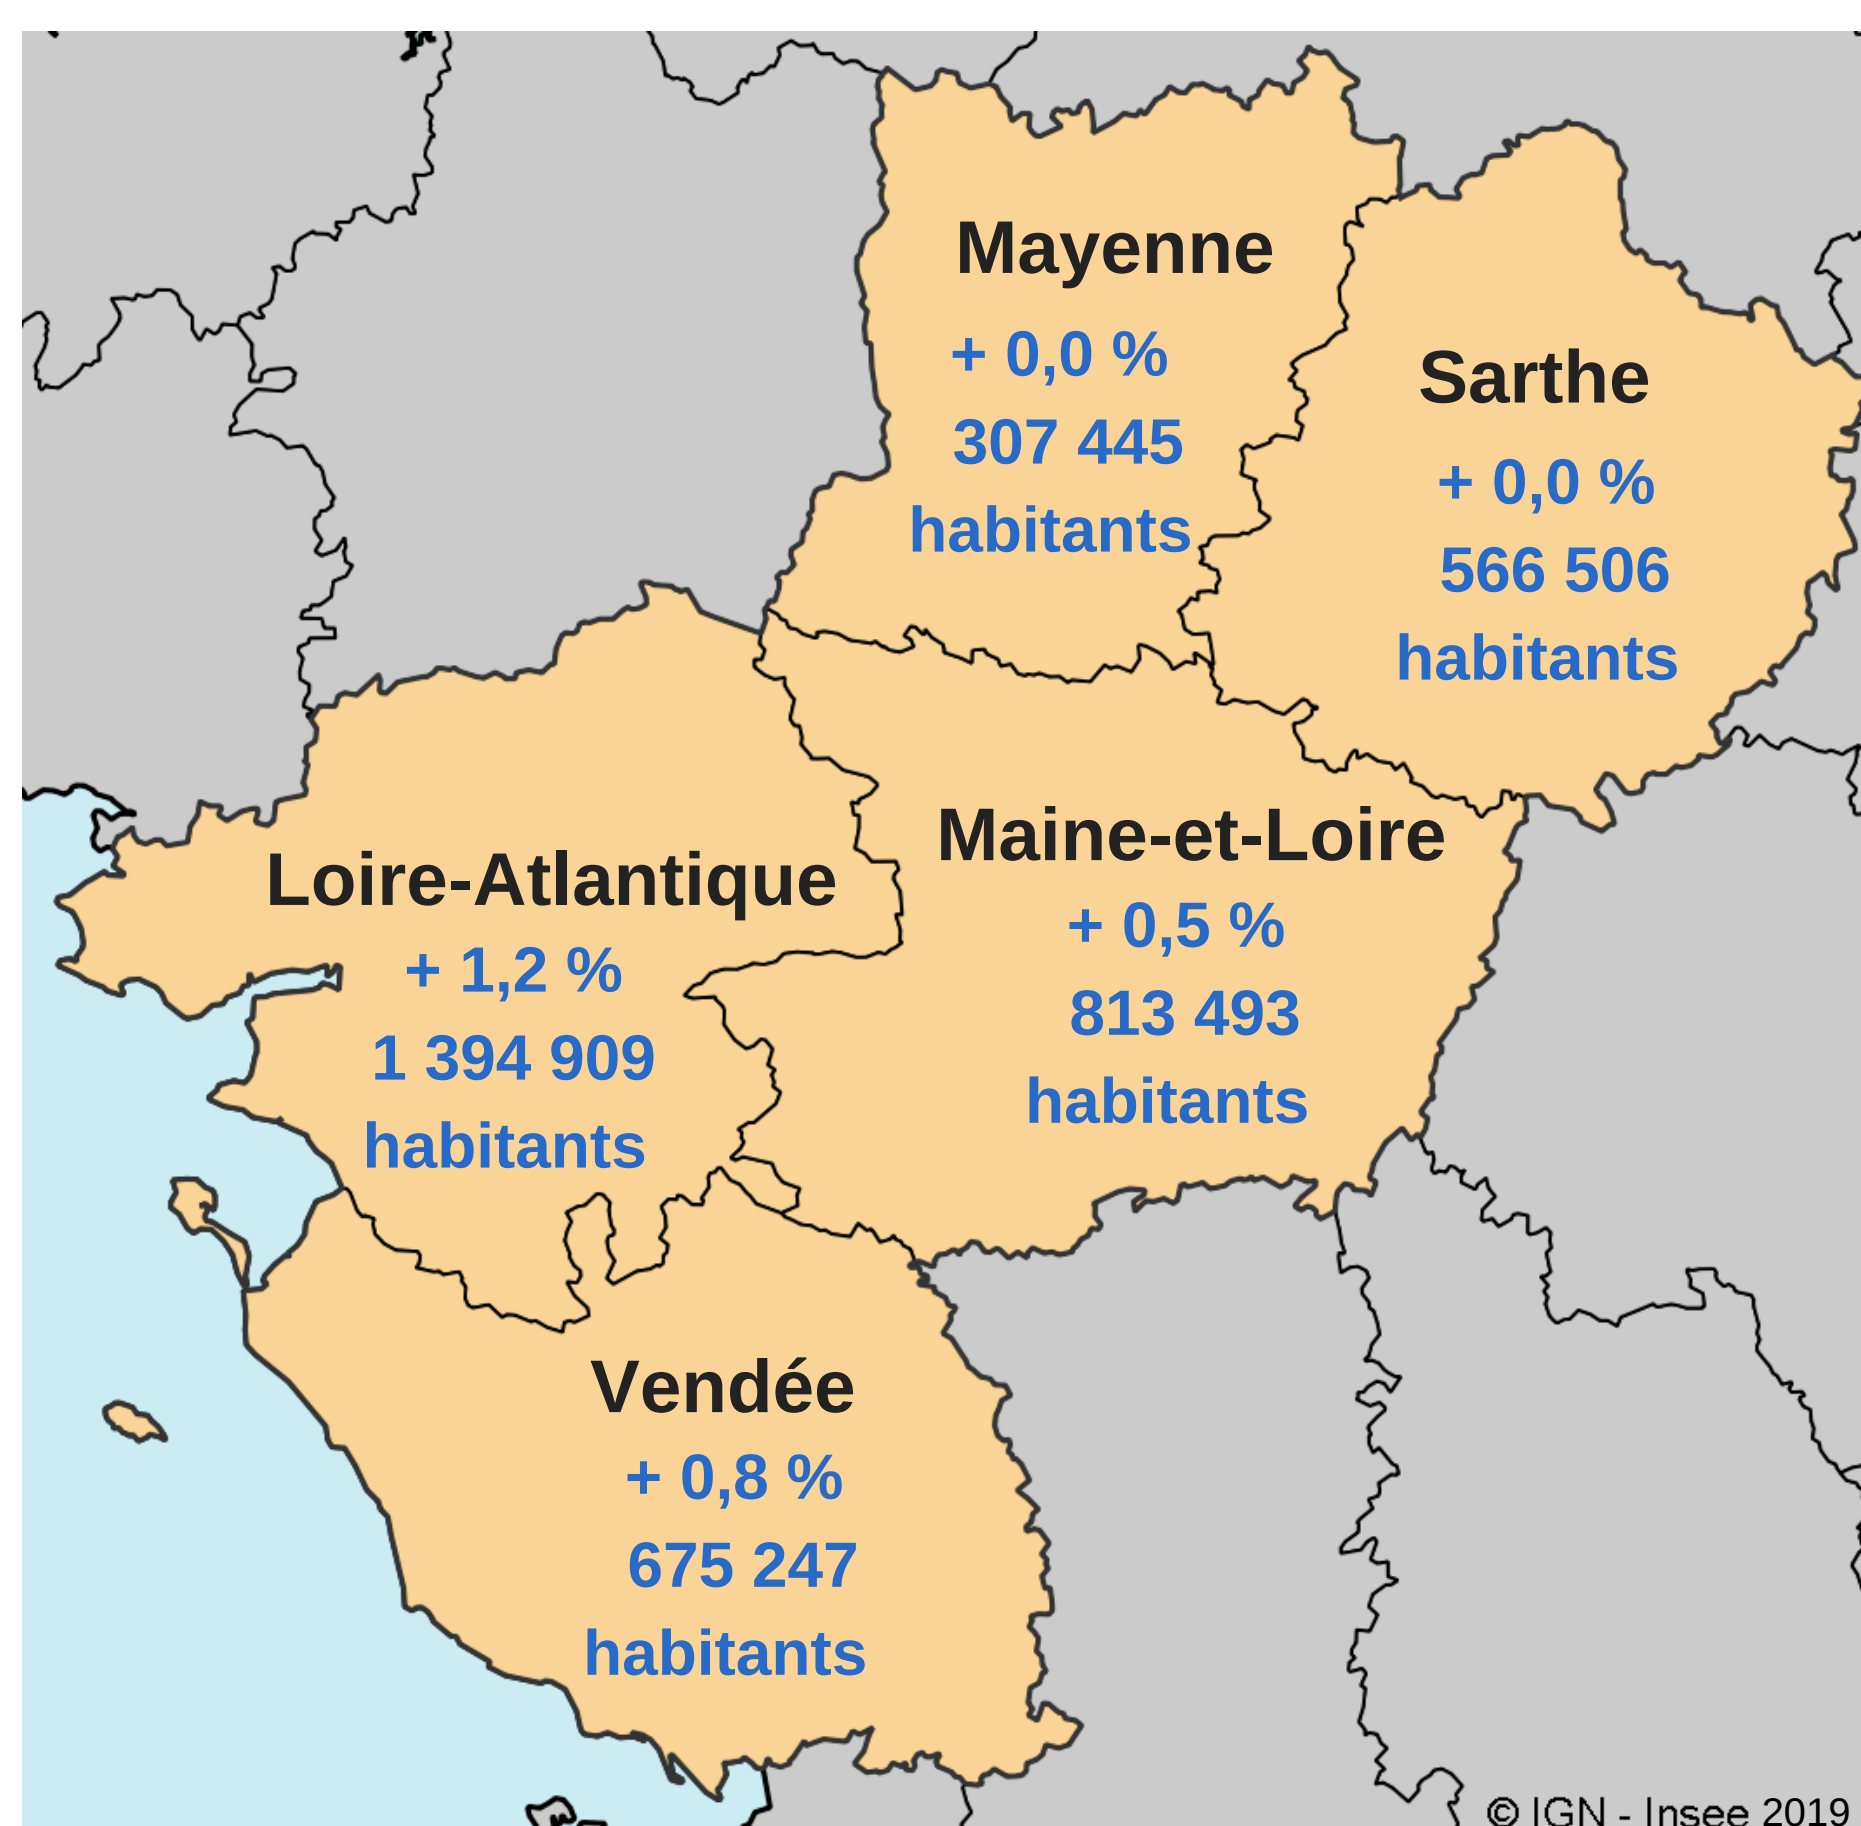 Mayenne
+ 0,0 %
307 445
habitants
Sarthe
+ 0,0 %
566 506
habitants
Loire-Atlantique
+ 1,2 %
1 394 909
habitants
Maine-et-Loire
+ 0,5 %
813 493
habitants
Vendée
+ 0,8 %
675 247
habitants
© IGN - Insee 2019